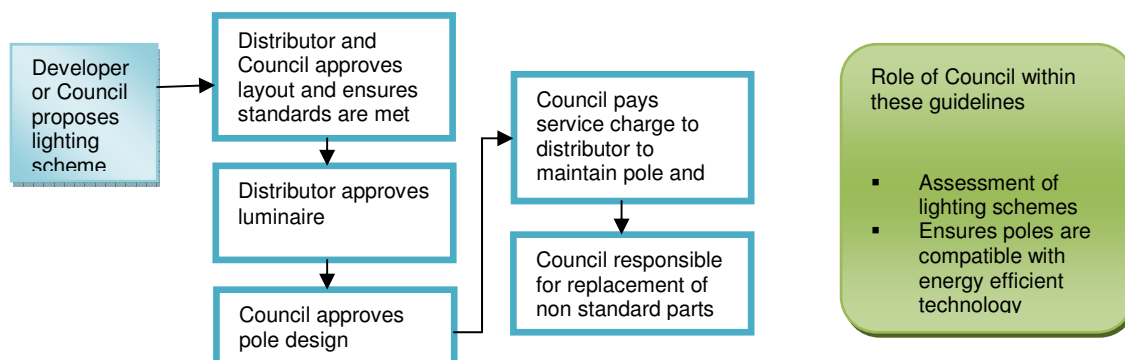 Developer
or Council
proposes
lighting
scheme
Distributor and
Council approves
layout and ensures
standards are met
Distributor approves
luminaire
Council approves
pole design
Council pays
service charge to
distributor to
maintain pole and
Council responsible
for replacement of
non standard parts
Role of Council within
these guidelines
▪ Assessment of
lighting schemes
▪ Ensures poles are
compatible with
energy efficient
technology